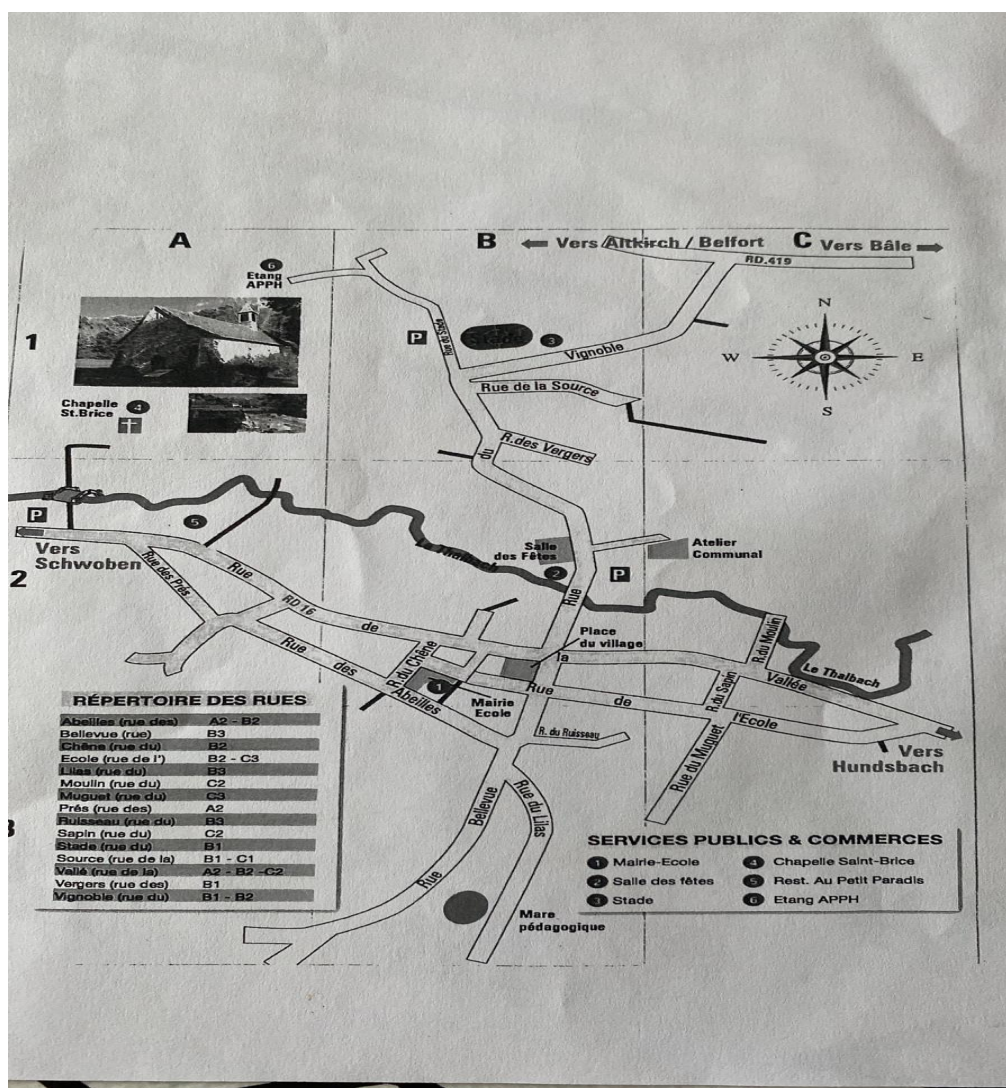 A
B
← Vers Altkirch / Belfort
C
Vers Bâle →
RD.419
6
Etang
APPH
N
W
E
S
1
P
Rue du Stade
Stade
3
Vignoble
Rue de la Source
Chapelle
St.Brice
4
R.des Vergers
du
P
5
Vers
Schwoben
Le Thalbach
Salle
des Fêtes
2
P
Atelier
Communal
2
Rue des Prés
Rue
RD 16
de
la
Vallée
Rue
Place
du village
R.du Moulin
Le Thalbach
Rue
des
Abeilles
R.du Chêne
1
Mairie
Ecole
Rue
de
l'Ecole
R.du Sapin
R. du Ruisseau
Rue du Muguet
Vers
Hundsbach
Rue
Bellevue
Rue du Lilas
Mare
pédagogique
3
RÉPERTOIRE DES RUES
Abeilles (rue des) A2 - B2
Bellevue (rue) B3
Chêne (rue du) B2
Ecole (rue de l') B2 - C3
Lilas (rue du) B3
Moulin (rue du) C2
Muguet (rue du) C3
Prés (rue des) A2
Ruisseau (rue du) B3
Sapin (rue du) C2
Stade (rue du) B1
Source (rue de la) B1 - C1
Vallé (rue de la) A2 - B2 -C2
Vergers (rue des) B1
Vignoble (rue du) B1 - B2
SERVICES PUBLICS & COMMERCES
1 Mairie-Ecole
2 Salle des fêtes
3 Stade
4 Chapelle Saint-Brice
5 Rest. Au Petit Paradis
6 Etang APPH